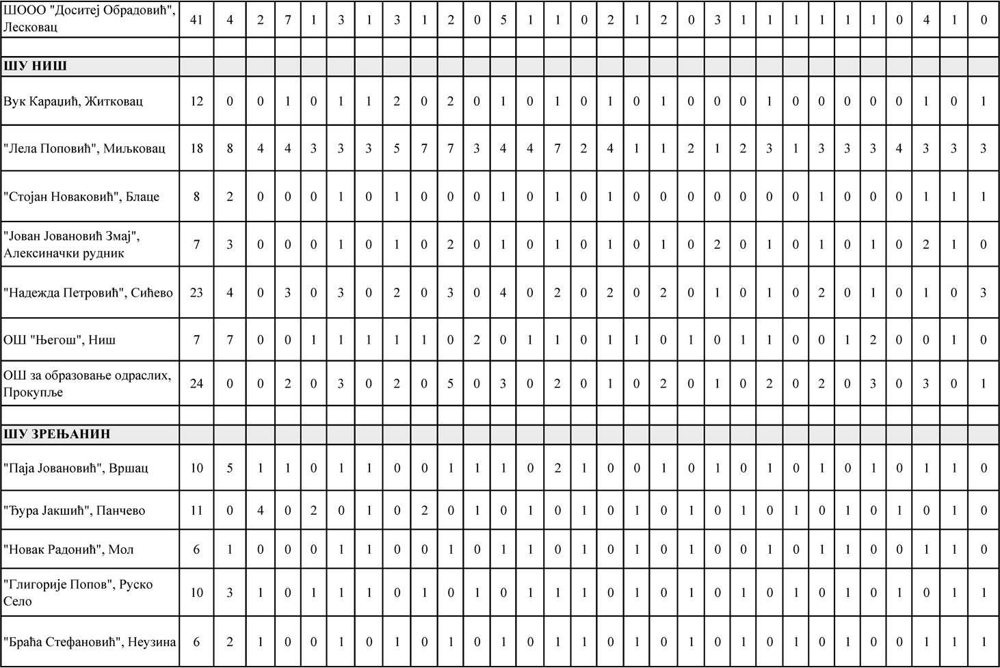 ШООО "Доситеј Обрадовић",
Лесковац 41 4 2 7 1 3 1 3 1 2 0 5 1 1 0 2 1 2 0 3 1 1 1 1 1 1 0 4 1 0
ШУ НИШ
Вук Караџић, Житковац 12 0 0 1 0 1 1 2 0 2 0 1 0 1 0 1 0 1 0 0 0 1 0 0 0 0 0 1 0 1
"Лела Поповић", Миљковац 18 8 4 4 3 3 3 5 7 7 3 4 4 7 2 4 1 1 2 1 2 3 1 3 3 3 4 3 3 3
"Стојан Новаковић", Блаце 8 2 0 0 0 1 0 1 0 0 0 1 0 1 0 1 0 0 0 0 0 0 0 1 0 0 0 1 1 1
"Јован Јовановић Змај",
Алексиначки рудник 7 3 0 0 0 1 0 1 0 2 0 1 0 1 0 1 0 1 0 2 0 1 0 1 0 1 0 2 1 0
"Надежда Петровић", Сићево 23 4 0 3 0 3 0 2 0 3 0 4 0 2 0 2 0 2 0 1 0 1 0 2 0 1 0 1 0 3
ОШ "Његош", Ниш 7 7 0 0 1 1 1 1 1 0 2 0 1 1 0 1 1 0 1 0 1 1 0 0 1 2 0 0 1 0
ОШ за образовање одраслих,
Прокупље 24 0 0 2 0 3 0 2 0 5 0 3 0 2 0 1 0 2 0 1 0 2 0 2 0 3 0 3 0 1
ШУ ЗРЕЊАНИН
"Паја Јовановић", Вршац 10 5 1 1 0 1 1 0 0 1 1 1 0 2 1 0 0 1 0 1 0 1 0 1 0 1 0 1 1 0
"Ђура Јакшић", Панчево 11 0 4 0 2 0 1 0 2 0 1 0 1 0 1 0 1 0 1 0 1 0 1 0 1 0 1 0 1 0
"Новак Радонић", Мол 6 1 0 0 0 1 1 0 0 1 0 1 1 0 1 0 1 0 1 0 0 1 0 1 1 0 0 1 1 0
"Глигорије Попов", Руско
Село 10 3 1 0 1 1 1 0 1 0 1 0 1 1 1 0 1 0 1 0 1 0 1 0 1 0 1 0 1 1
"Браћа Стефановић", Неузина 6 2 1 0 0 1 0 1 0 1 0 1 0 1 1 0 1 0 1 0 1 0 1 0 1 0 0 1 1 1